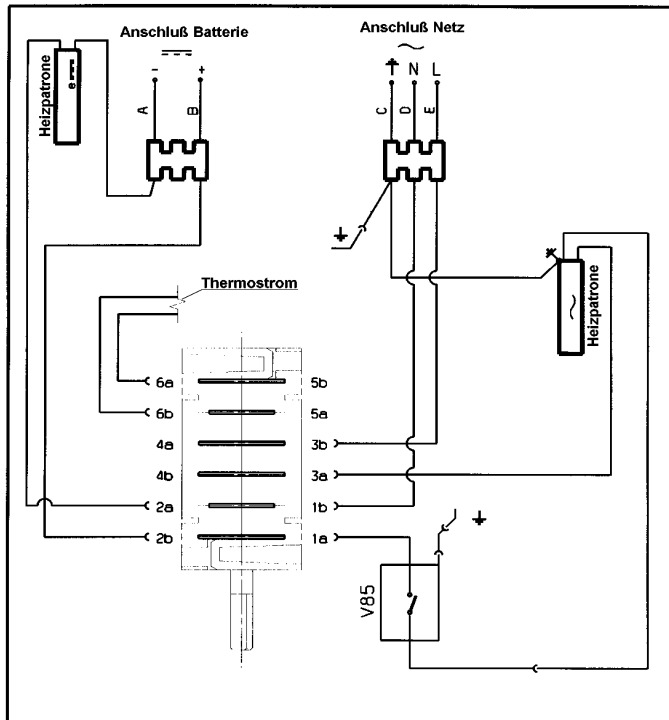 Anschluß Batterie
Anschluß Netz
- +
N L
A B
C D E
Heizpatrone
Thermostrom
Heizpatrone
6a 5b
6b 5a
4a 3b
4b 3a
2a 1b
2b 1a
V85